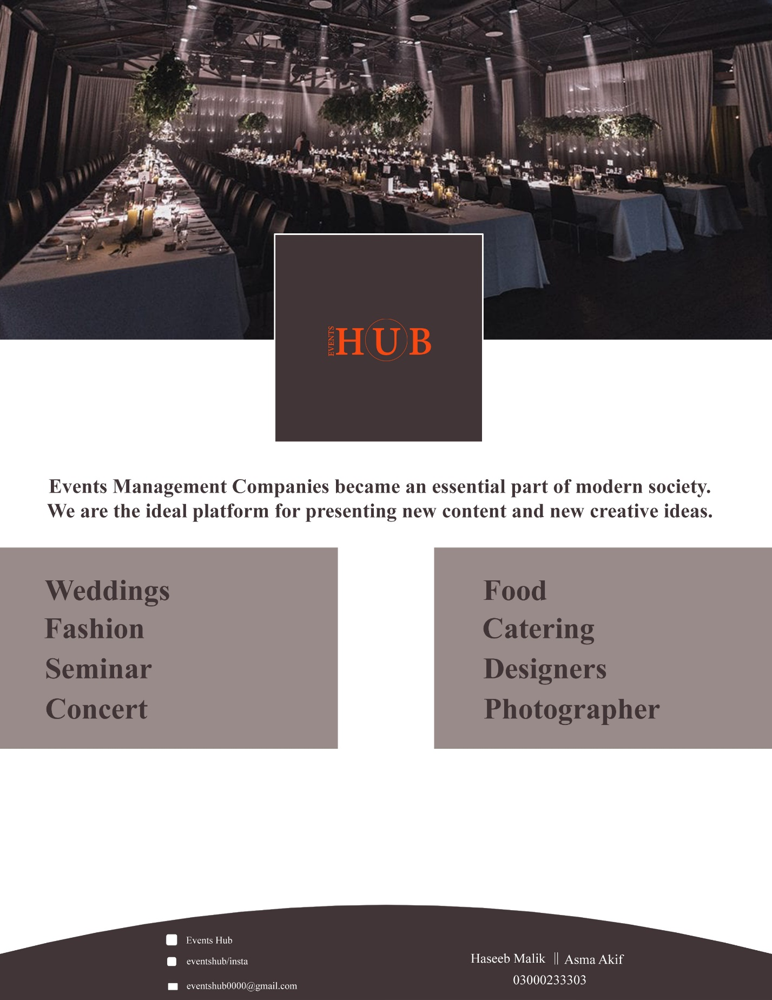 EVENTS
HUB
Events Management Companies became an essential part of modern society.
We are the ideal platform for presenting new content and new creative ideas.
Weddings
Fashion
Seminar
Concert
Food
Catering
Designers
Photographer
Events Hub
eventshub/insta
eventshub0000@gmail.com
Haseeb Malik || Asma Akif
03000233303